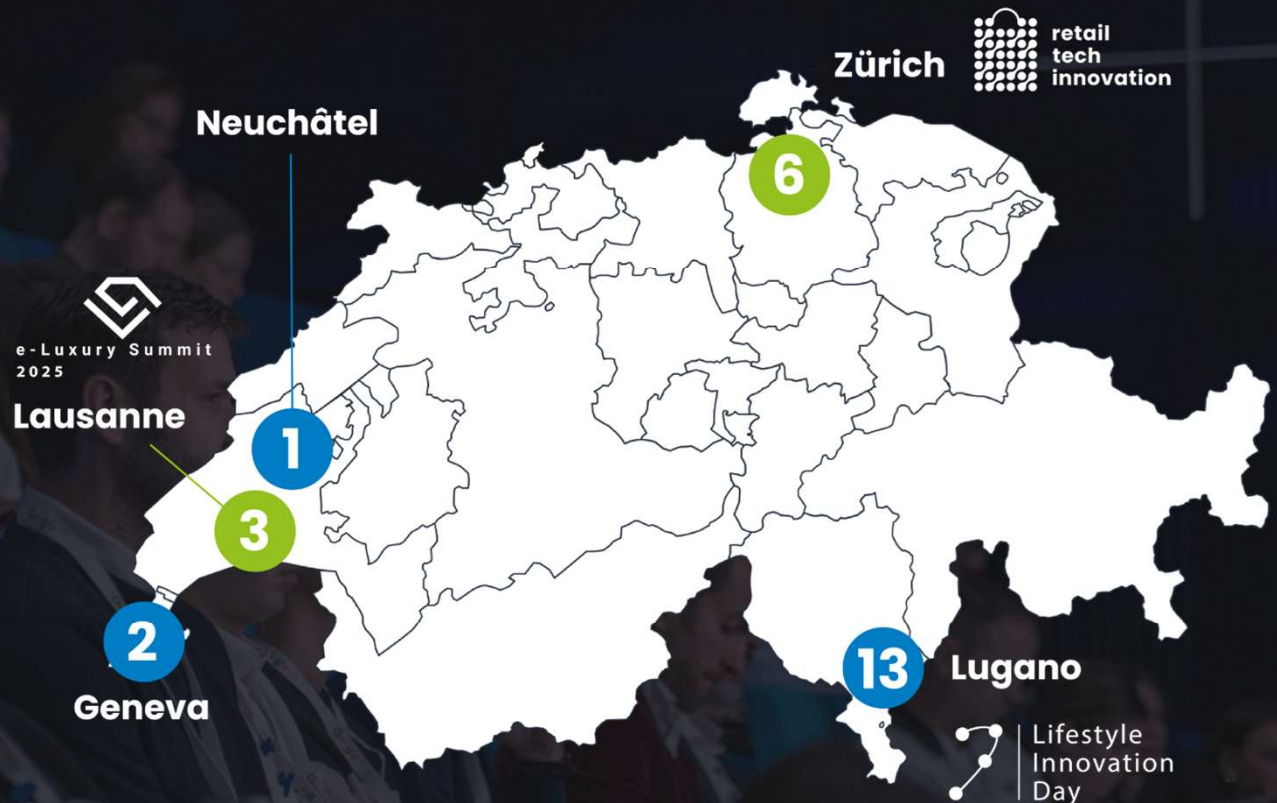 Zürich
retail
tech
innovation
Neuchâtel
6
e-Luxury Summit
2025
Lausanne
1
3
2
Geneva
13
Lugano
Lifestyle
Innovation
Day